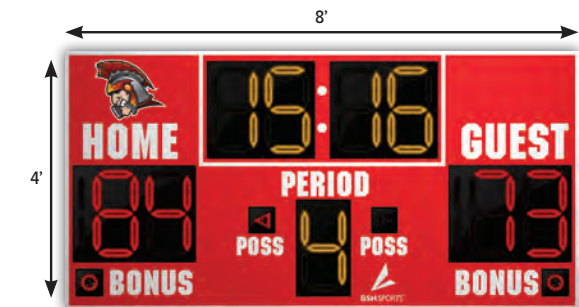 8’
15:16
HOME
GUEST
4’
84
PERIOD
73
POSS
4
POSS
BONUS
BSN SPORTS
BONUS